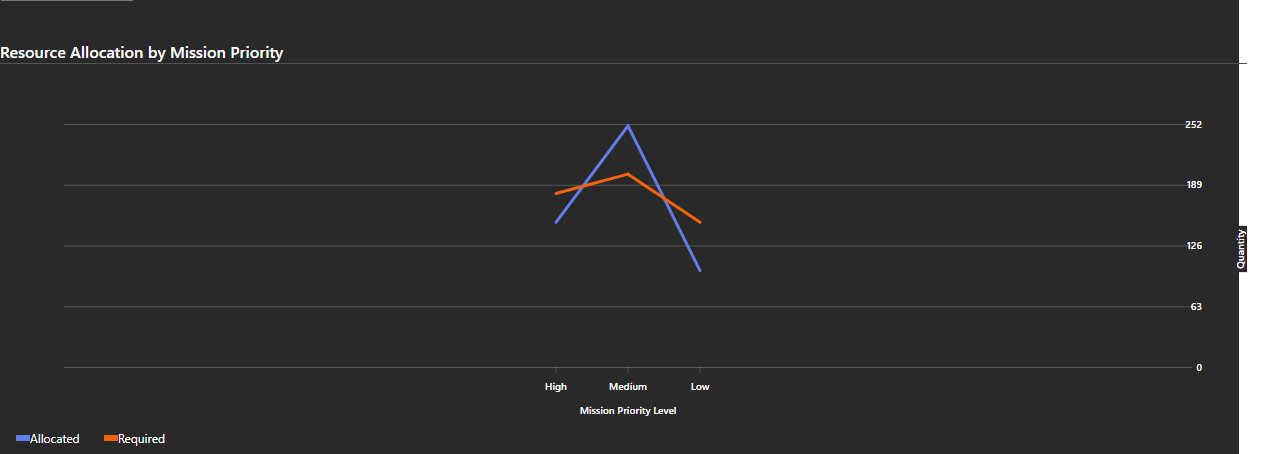 Resource Allocation by Mission Priority
252
189
126
63
0
Quantity
High Medium Low
Mission Priority Level
Allocated Required